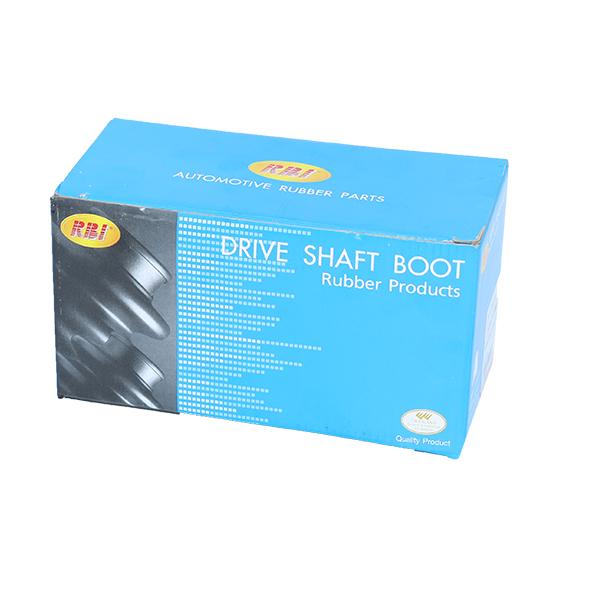 RBI
AUTOMOTIVE RUBBER PARTS
RBI
DRIVE SHAFT BOOT
Rubber Products
Quality Product